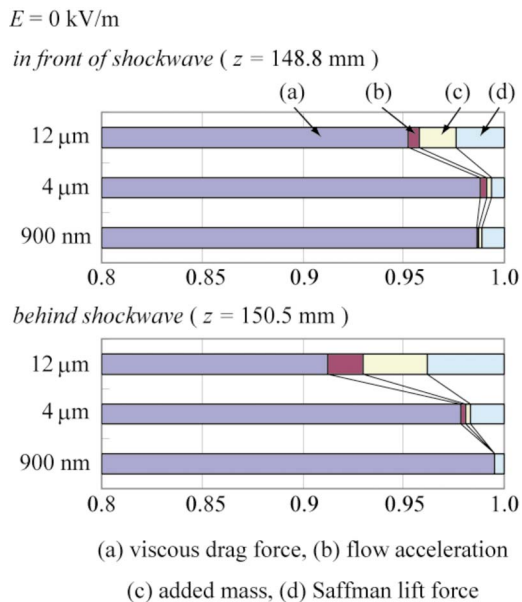 E = 0 kV/m
in front of shockwave ( z = 148.8 mm )
(a) (b) (c) (d)
12 μm
4 μm
900 nm
0.8 0.85 0.9 0.95 1.0
behind shockwave ( z = 150.5 mm )
12 μm
4 μm
900 nm
0.8 0.85 0.9 0.95 1.0
(a) viscous drag force, (b) flow acceleration
(c) added mass, (d) Saffman lift force